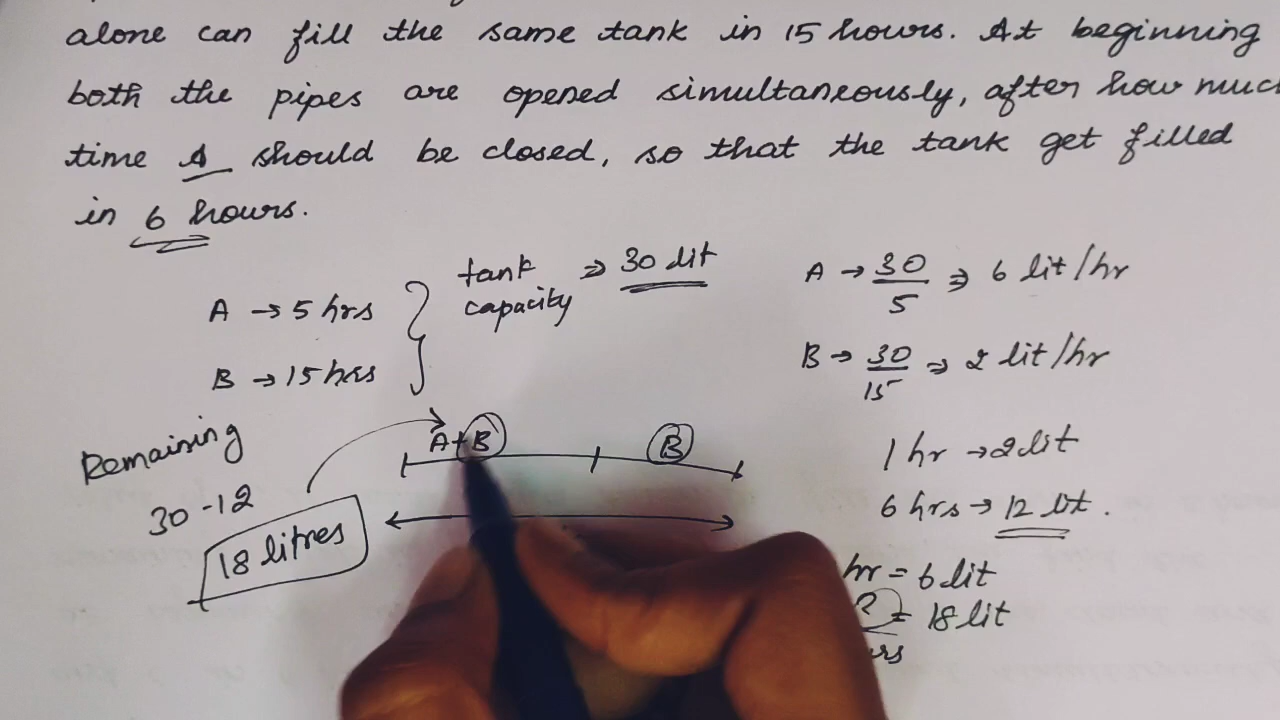 alone can fill the same tank in 15 hours. At beginning
both the pipes are opened simultaneously, after how much
time A should be closed, so that the tank get filled
in 6 hours.
A → 5 hrs
B → 15 hrs
tank capacity ⇒ 30 lit
A → 30/5 ⇒ 6 lit/hr
B → 30/15 ⇒ 2 lit/hr
A+B B
Remaining
30-12
18 litres
1 hr → 2 lit
6 hrs → 12 lit.
hr = 6 lit
? = 18 lit